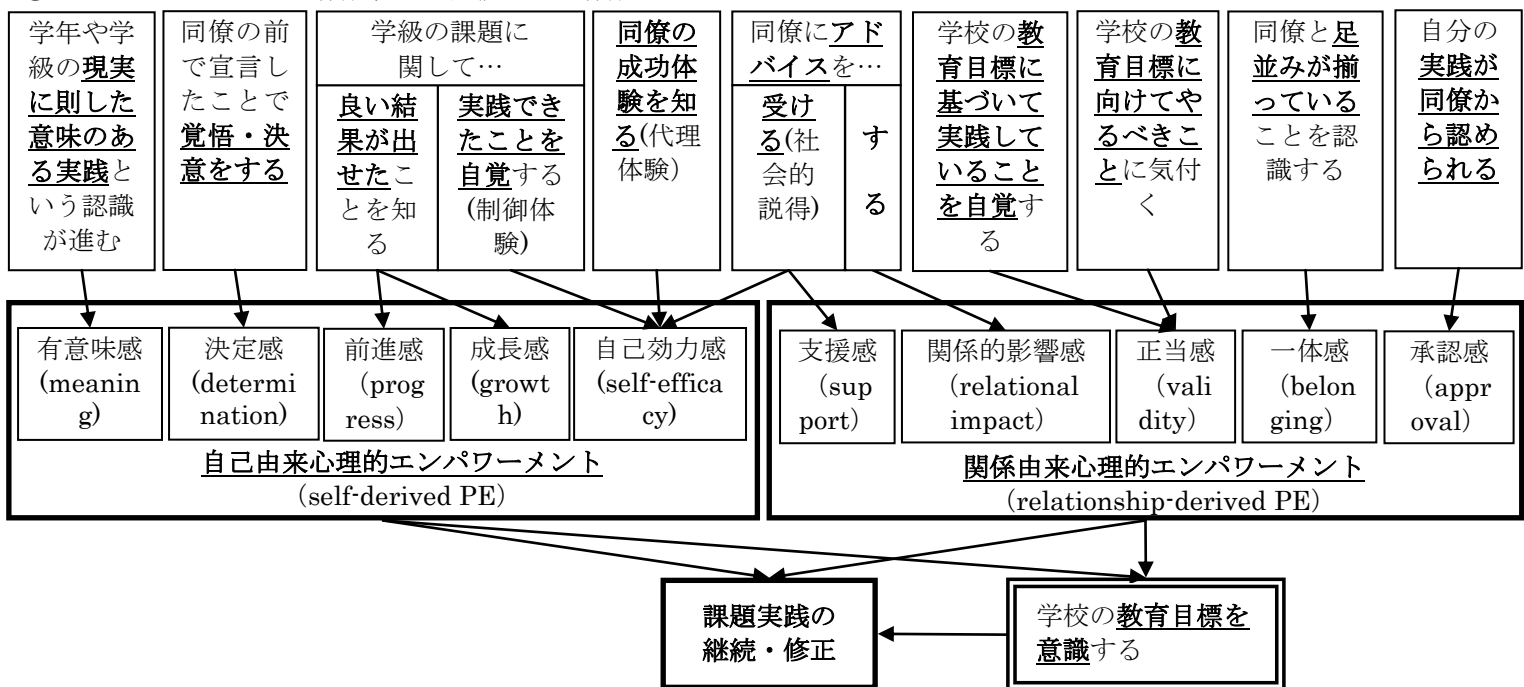 学年や学
級の現実
に則した
意味のあ
る実践と
いう認識
が進む
同僚の前
で宣言し
たことで
覚悟・決
意をする
学級の課題に
関して…
良い結
果が出
せたこ
とを知
る
実践でき
たことを
自覚する
(制御体
験)
同僚の
成功体
験を知
る(代理
体験)
同僚にアド
バイスを…
受け
る(社
会的
説得)
す
る
学校の教
育目標に
基づいて
実践して
いること
を自覚す
る
学校の教
育目標に
向けてや
るべきこ
とに気付
く
同僚と足
並みが揃
っている
ことを認
識する
自分の
実践が
同僚か
ら認め
られる
有意味感
(meanin
g)
決定感
(determi
nation)
前進感
(prog
ress)
成長感
(growt
h)
自己効力感
(self-effica
cy)
自己由来心理的エンパワーメント
(self-derived PE)
支援感
(sup
port)
関係的影響感
(relational
impact)
正当感
(vali
dity)
一体感
(belon
ging)
承認感
(appr
oval)
関係由来心理的エンパワーメント
(relationship-derived PE)
課題実践の
継続・修正
学校の教育目標を
意識する